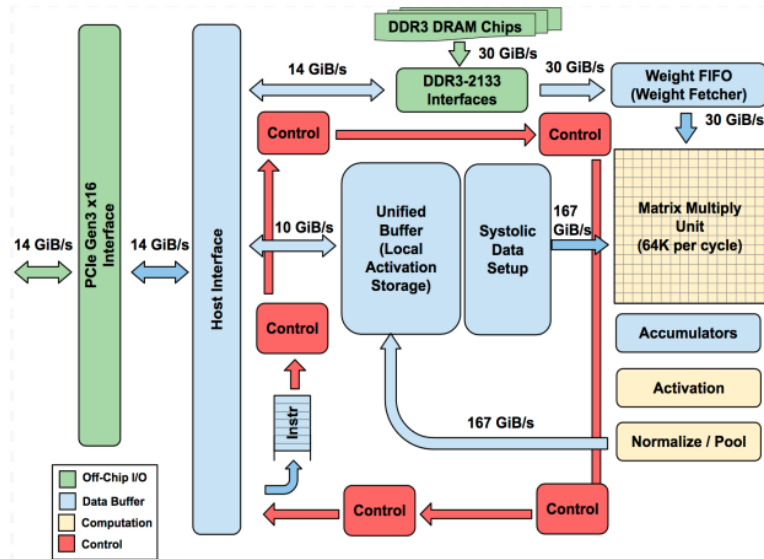 DDR3 DRAM Chips
30 GiB/s
14 GiB/s
DDR3-2133
Interfaces
30 GiB/s
Weight FIFO
(Weight Fetcher)
30 GiB/s
Control
Control
PCIe Gen3 x16
Interface
14 GiB/s
14 GiB/s
Host Interface
10 GiB/s
Unified
Buffer
(Local
Activation
Storage)
Systolic
Data
Setup
167
GiB/s
Matrix Multiply
Unit
(64K per cycle)
Control
Accumulators
Activation
Instr
167 GiB/s
Normalize / Pool
Off-Chip I/O
Data Buffer
Computation
Control
Control
Control